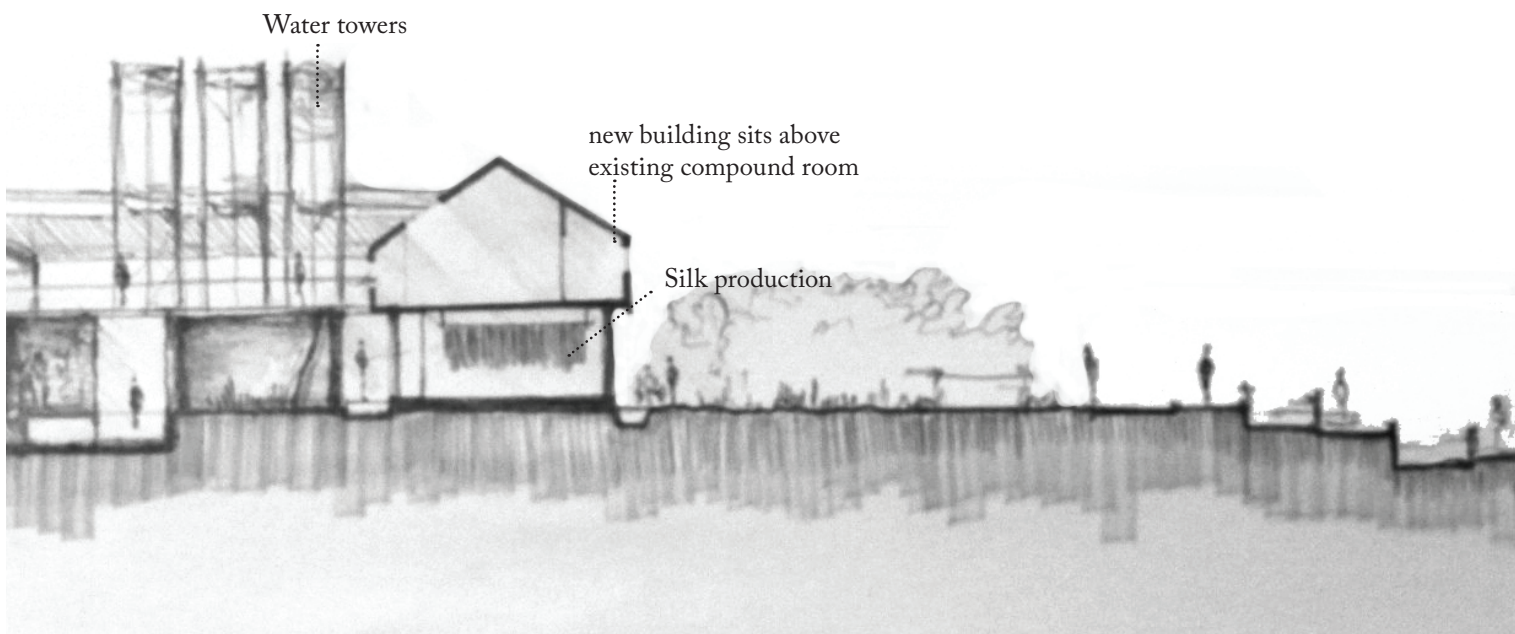 Water towers
new building sits above
existing compound room
Silk production